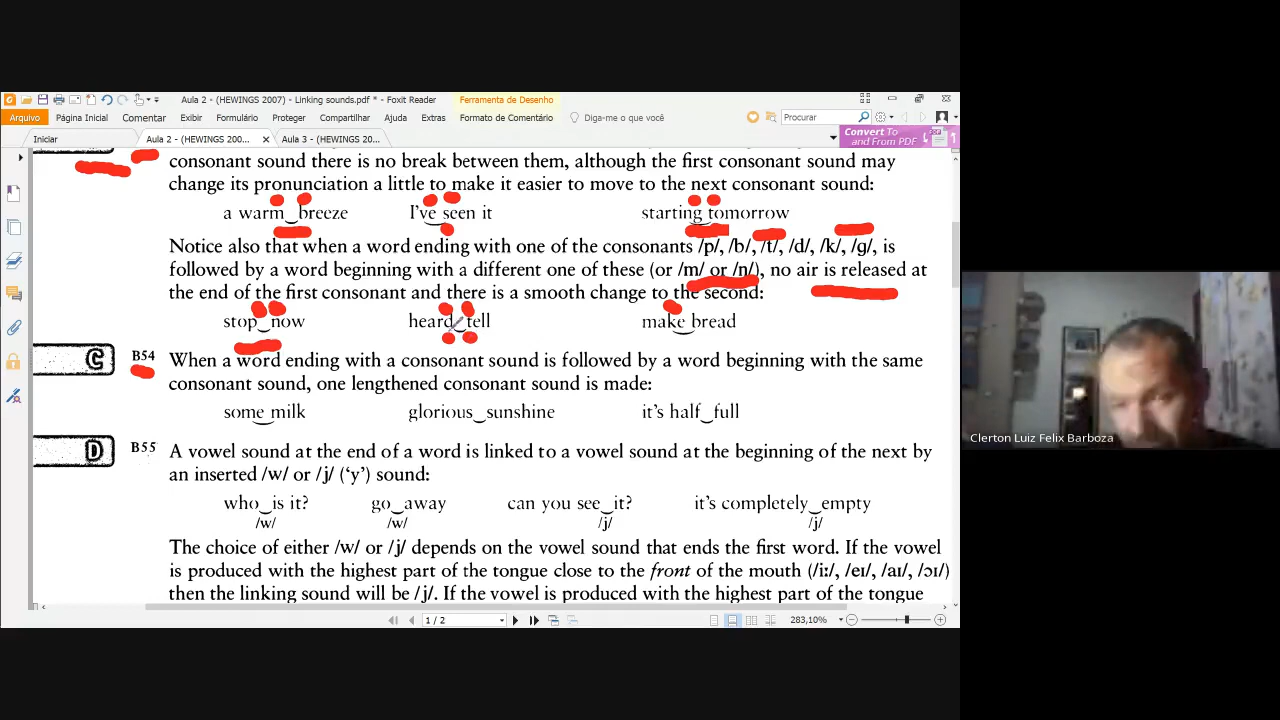 Aula 2 - (HEWINGS 2007) - Linking sounds.pdf * - Foxit Reader
Ferramenta de Desenho
Arquivo Página Inicial Comentar Exibir Formulário Proteger Compartilhar Ajuda Extras Formato de Comentário Diga-me o que você Procurar
Iniciar Aula 2 - (HEWINGS 200... Aula 3 - (HEWINGS 20...
Convert To
and From PDF
consonant sound there is no break between them, although the first consonant sound may
change its pronunciation a little to make it easier to move to the next consonant sound:
a warm breeze I've seen it starting tomorrow
Notice also that when a word ending with one of the consonants /p/, /b/, /t/, /d/, /k/, /ɡ/, is
followed by a word beginning with a different one of these (or /m/ or /n/), no air is released at
the end of the first consonant and there is a smooth change to the second:
stop now heard tell make bread
C B54 When a word ending with a consonant sound is followed by a word beginning with the same
consonant sound, one lengthened consonant sound is made:
some milk glorious sunshine it's half full
D B55 A vowel sound at the end of a word is linked to a vowel sound at the beginning of the next by
an inserted /w/ or /j/ ('y') sound:
who is it? go away can you see it? it's completely empty
/w/ /w/ /j/ /j/
The choice of either /w/ or /j/ depends on the vowel sound that ends the first word. If the vowel
is produced with the highest part of the tongue close to the front of the mouth (/iː/, /eɪ/, /aɪ/, /ɔɪ/)
then the linking sound will be /j/. If the vowel is produced with the highest part of the tongue
1 / 2
283,10%
Clerton Luiz Felix Barboza